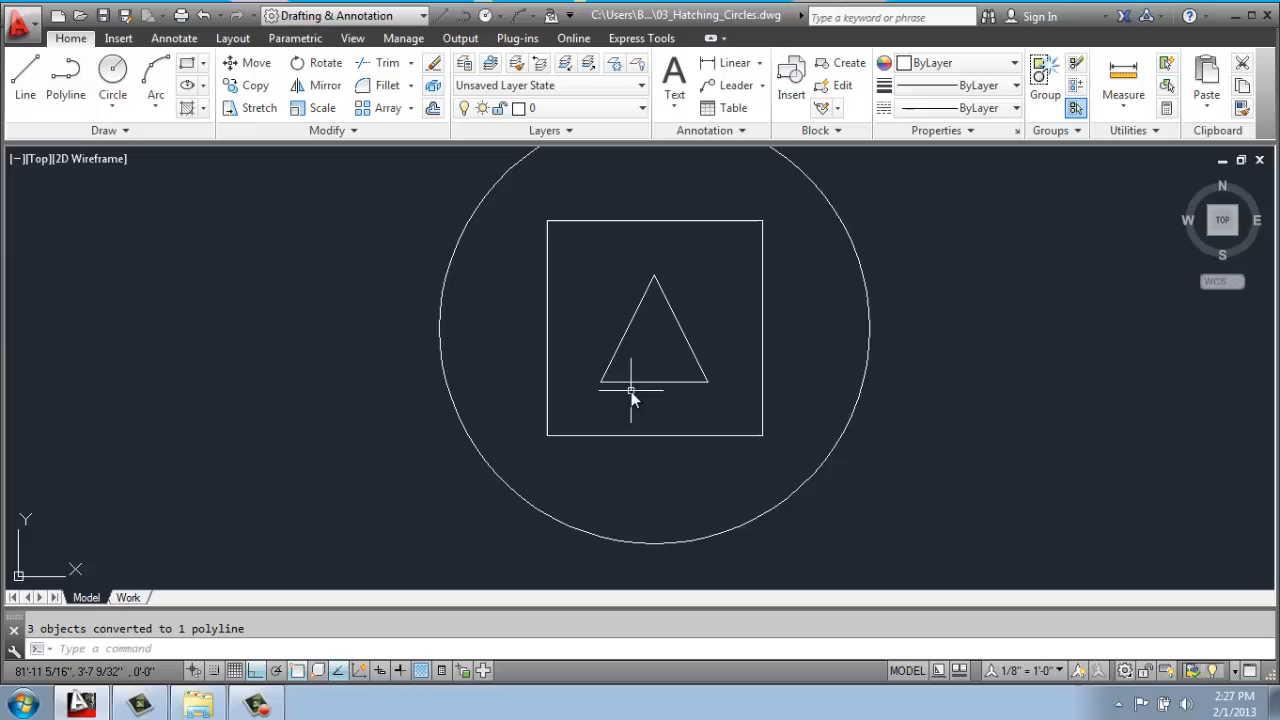 Drafting & Annotation C:\Users\B...\03_Hatching_Circles.dwg Type a keyword or phrase Sign In
Home Insert Annotate Layout Parametric View Manage Output Plug-ins Online Express Tools
Line Polyline Circle Arc
Move Rotate Trim
Copy Mirror Fillet
Stretch Scale Array
Unsaved Layer State
0
Text
Linear
Leader
Table
Insert
Create
Edit
ByLayer
ByLayer
ByLayer
Group
Measure
Paste
Draw Modify Layers Annotation Block Properties Groups Utilities Clipboard
[−][Top][2D Wireframe]
N
W TOP E
S
WCS
Y
X
Model Work
3 objects converted to 1 polyline
Type a command
81'-11 5/16", 3'-7 9/32" , 0'-0" MODEL 1/8" = 1'-0"
2:27 PM
2/1/2013